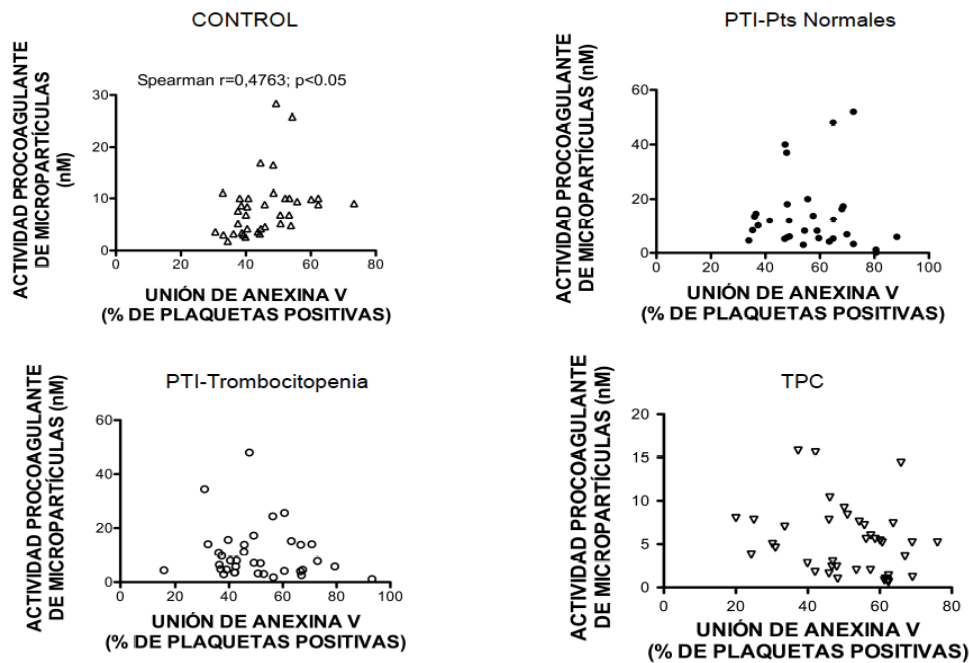 CONTROL
Spearman r=0,4763; p<0.05
ACTIVIDAD PROCOAGULANTE
DE MICROPARTÍCULAS
(nM)
30
20
10
0
0 20 40 60 80
UNIÓN DE ANEXINA V
(% DE PLAQUETAS POSITIVAS)
PTI-Pts Normales
ACTIVIDAD PROCOAGULANTE
DE MICROPARTÍCULAS (nM)
60
40
20
0
0 20 40 60 80 100
UNIÓN DE ANEXINA V
(% DE PLAQUETAS POSITIVAS)
PTI-Trombocitopenia
ACTIVIDAD PROCOAGULANTE
DE MICROPARTÍCULAS (nM)
60
40
20
0
0 20 40 60 80 100
UNIÓN DE ANEXINA V
(% DE PLAQUETAS POSITIVAS)
TPC
ACTIVIDAD PROCOAGULANTE
DE MICROPARTÍCULAS (nM)
20
15
10
5
0
0 20 40 60 80
UNIÓN DE ANEXINA V
(% DE PLAQUETAS POSITIVAS)